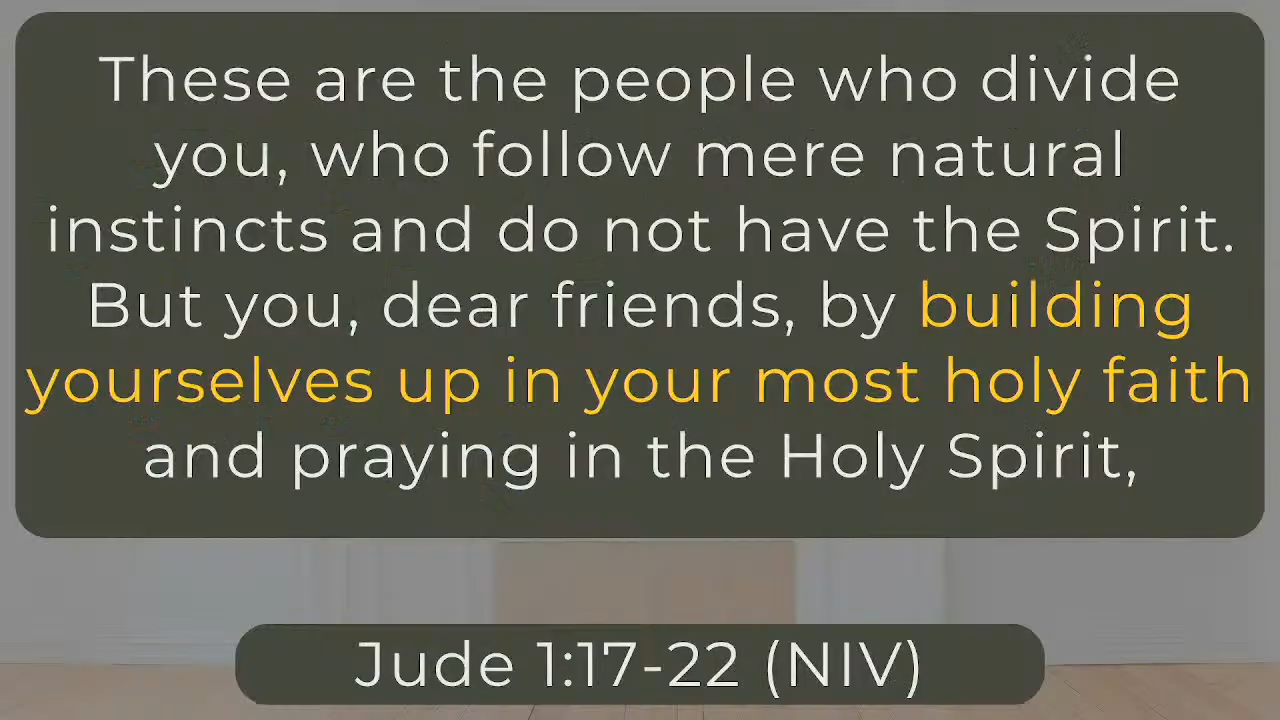 These are the people who divide
you, who follow mere natural
instincts and do not have the Spirit.
But you, dear friends, by building
yourselves up in your most holy faith
and praying in the Holy Spirit,
Jude 1:17-22 (NIV)